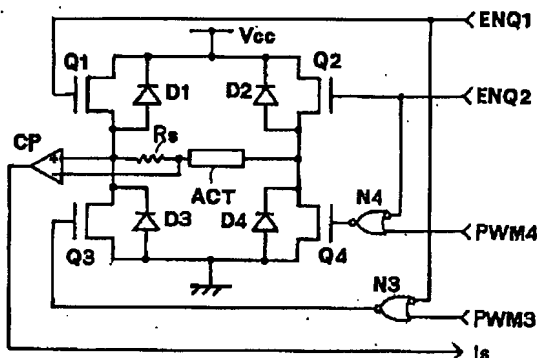 ENQ1
Vcc
Q1
Q2
D1
D2
ENQ2
CP
Rs
+
-
ACT
N4
D3
D4
PWM4
Q3
Q4
N3
PWM3
Is